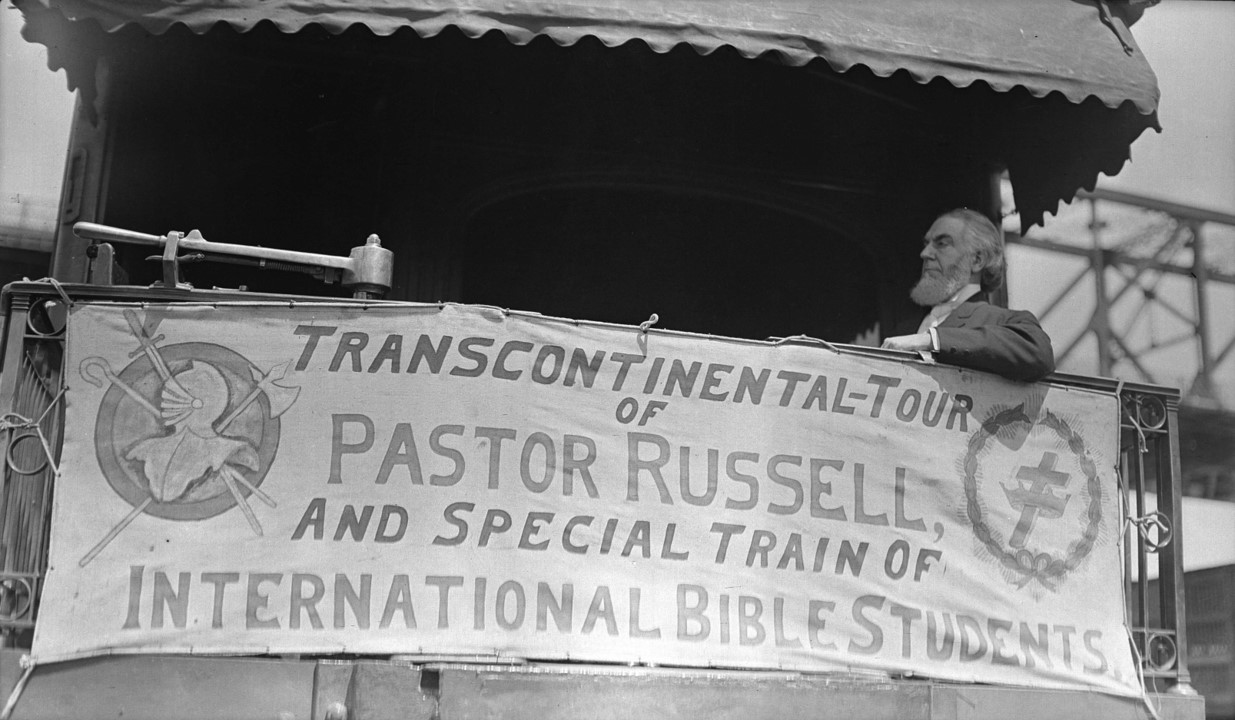 TRANSCONTINENTAL-TOUR
OF
PASTOR RUSSELL,
AND SPECIAL TRAIN OF
INTERNATIONAL BIBLE STUDENTS.